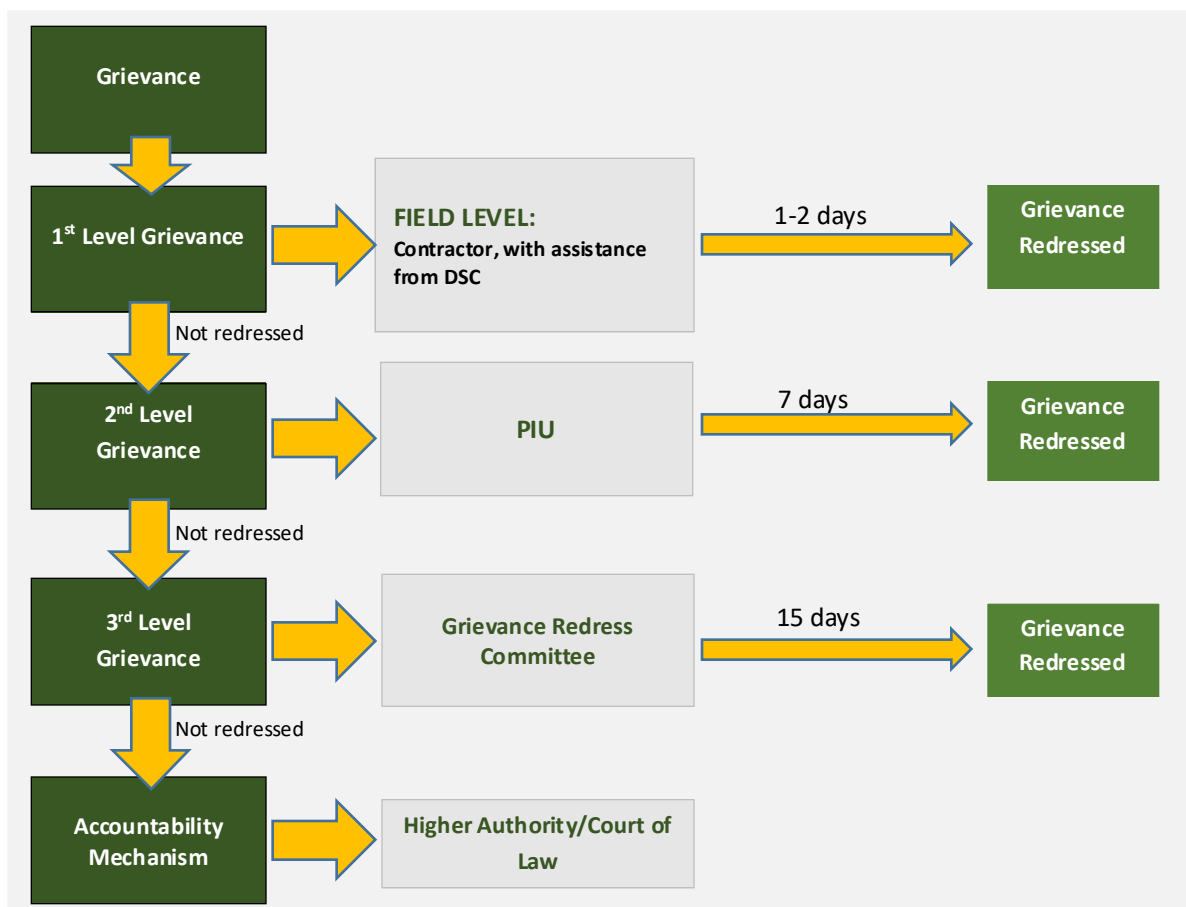 Grievance
1st Level Grievance
FIELD LEVEL:
Contractor, with assistance
from DSC
1-2 days
Grievance
Redressed
Not redressed
2nd Level
Grievance
PIU
7 days
Grievance
Redressed
Not redressed
3rd Level
Grievance
Grievance Redress
Committee
15 days
Grievance
Redressed
Not redressed
Accountability
Mechanism
Higher Authority/Court of
Law